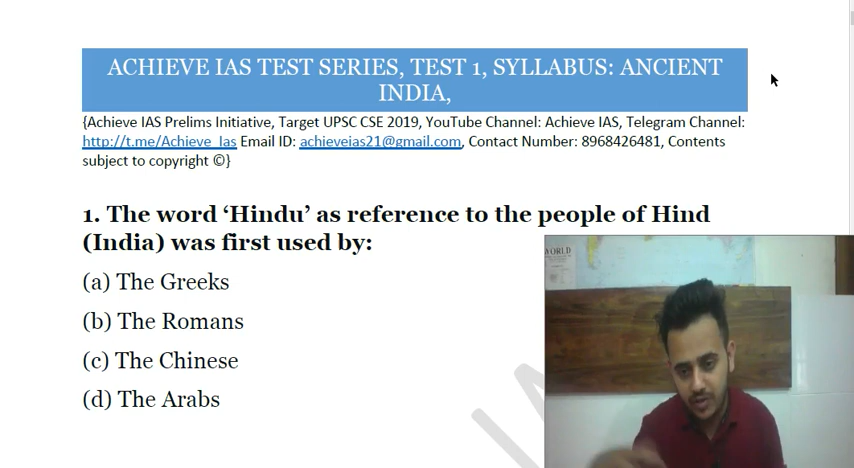 ACHIEVE IAS TEST SERIES, TEST 1, SYLLABUS: ANCIENT
INDIA,
{Achieve IAS Prelims Initiative, Target UPSC CSE 2019, YouTube Channel: Achieve IAS, Telegram Channel:
http://t.me/Achieve_Ias Email ID: achieveias21@gmail.com, Contact Number: 8968426481, Contents
subject to copyright ©}
1. The word ‘Hindu’ as reference to the people of Hind
(India) was first used by:
(a) The Greeks
(b) The Romans
(c) The Chinese
(d) The Arabs